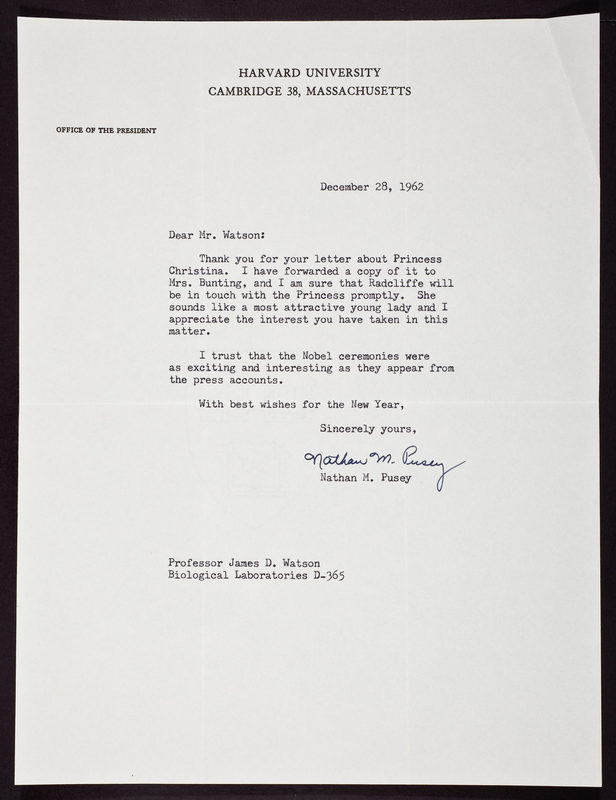 HARVARD UNIVERSITY
CAMBRIDGE 38, MASSACHUSETTS
OFFICE OF THE PRESIDENT
December 28, 1962
Dear Mr. Watson:
Thank you for your letter about Princess
Christina. I have forwarded a copy of it to
Mrs. Bunting, and I am sure that Radcliffe will
be in touch with the Princess promptly. She
sounds like a most attractive young lady and I
appreciate the interest you have taken in this
matter.
I trust that the Nobel ceremonies were
as exciting and interesting as they appear from
the press accounts.
With best wishes for the New Year,
Sincerely yours,
Nathan M. Pusey
Nathan M. Pusey
Professor James D. Watson
Biological Laboratories D-365